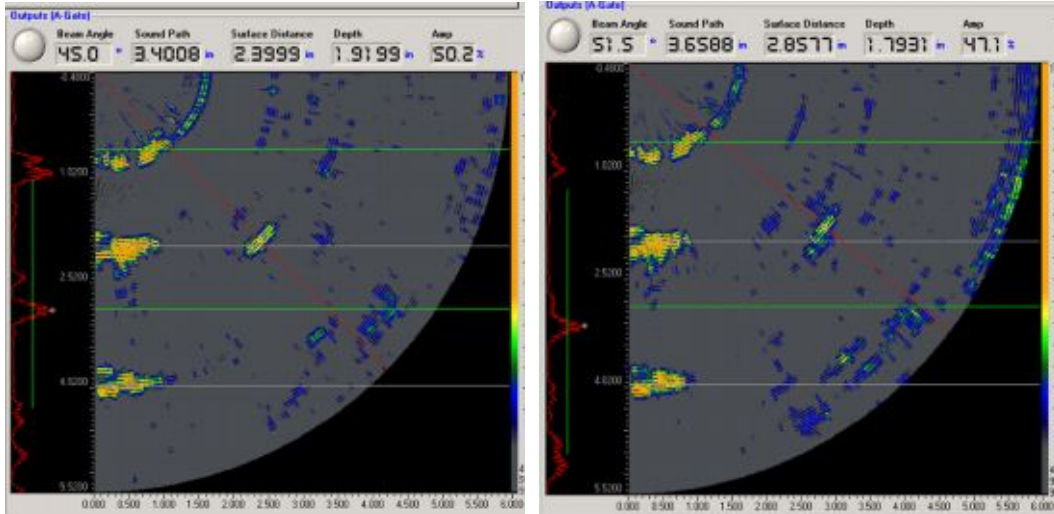 Outputs (A-Gate)
Beam Angle Sound Path Surface Distance Depth Amp
45.0 ° 3.4008 in 2.3999 in 1.9199 in 50.2 %
-0.4800
1.0200
2.5200
5.5200
0.000 0.500 1.000 1.500 2.000 2.500 3.000 3.500 4.000 4.500 5.000 5.500 6.000
Outputs (A-Gate)
Beam Angle Sound Path Surface Distance Depth Amp
51.5 ° 3.6588 in 2.8577 in 1.7931 in 47.1 %
-0.4800
1.0200
2.5200
4.0200
5.5200
0.000 0.500 1.000 1.500 2.000 2.500 3.000 3.500 4.000 4.500 5.000 5.500 6.000